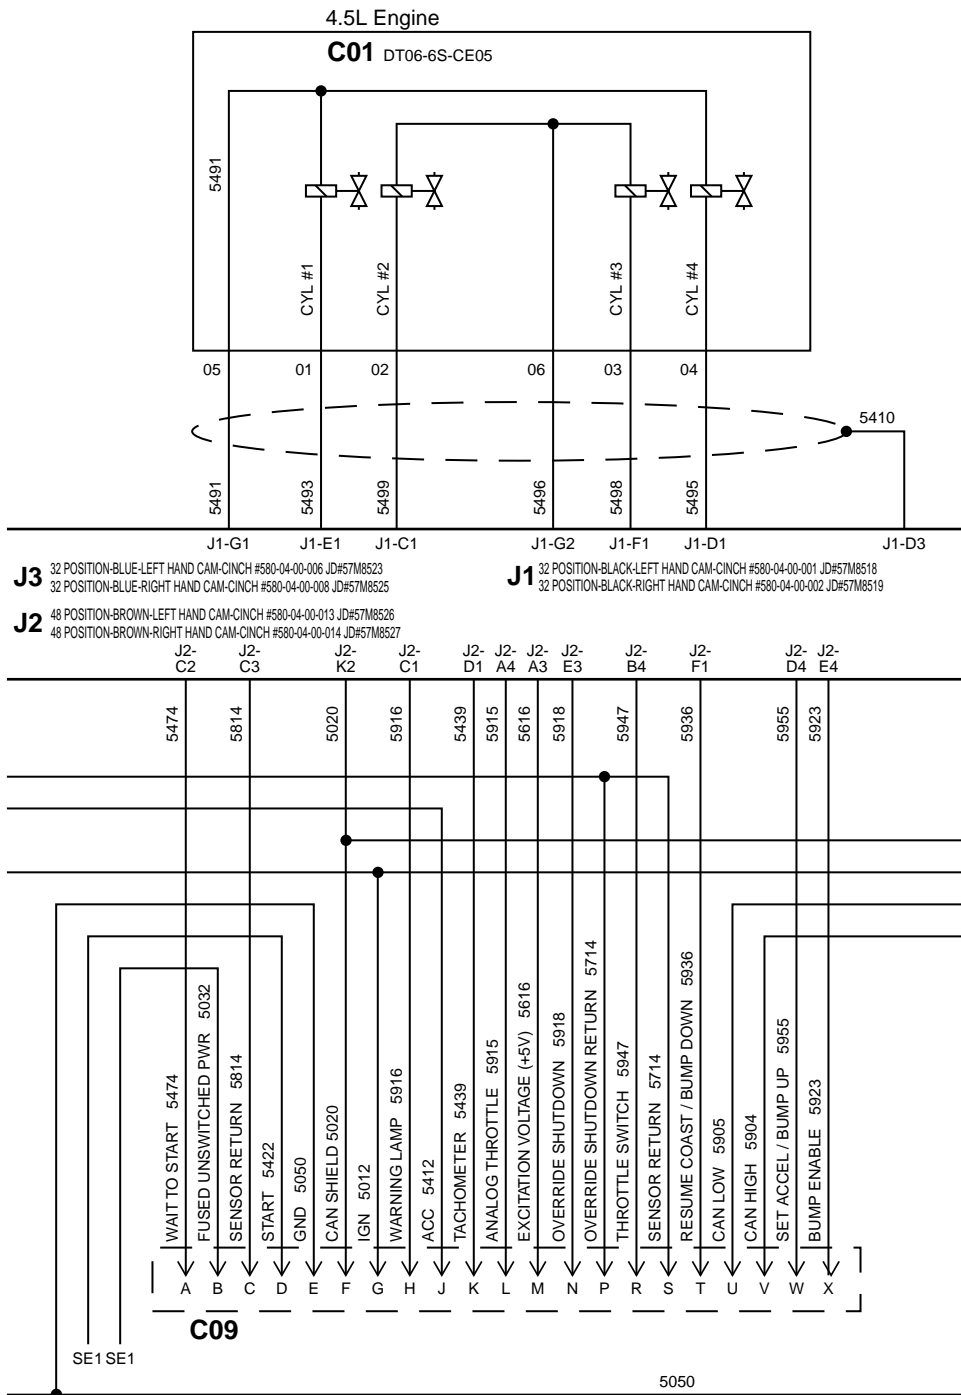 4.5L Engine
C01 DT06-6S-CE05
5491
CYL #1
CYL #2
CYL #3
CYL #4
05
01
02
06
03
04
5410
5491
5493
5499
5496
5498
5495
J1-G1
J1-E1
J1-C1
J1-G2
J1-F1
J1-D1
J1-D3
J3
32 POSITION-BLUE-LEFT HAND CAM-CINCH #580-04-00-006 JD#57M8523
32 POSITION-BLUE-RIGHT HAND CAM-CINCH #580-04-00-008 JD#57M8525
J1
32 POSITION-BLACK-LEFT HAND CAM-CINCH #580-04-00-001 JD#57M8518
32 POSITION-BLACK-RIGHT HAND CAM-CINCH #580-04-00-002 JD#57M8519
J2
48 POSITION-BROWN-LEFT HAND CAM-CINCH #580-04-00-013 JD#57M8526
48 POSITION-BROWN-RIGHT HAND CAM-CINCH #580-04-00-014 JD#57M8527
J2-
C2
J2-
C3
J2-
K2
J2-
C1
J2-
D1
J2-
A4
J2-
A3
J2-
E3
J2-
B4
J2-
F1
J2-
D4
J2-
E4
5474
5814
5020
5916
5439
5915
5616
5918
5947
5936
5955
5923
WAIT TO START 5474
FUSED UNSWITCHED PWR 5032
SENSOR RETURN 5814
START 5422
GND 5050
CAN SHIELD 5020
IGN 5012
WARNING LAMP 5916
ACC 5412
TACHOMETER 5439
ANALOG THROTTLE 5915
EXCITATION VOLTAGE (+5V) 5616
OVERRIDE SHUTDOWN 5918
OVERRIDE SHUTDOWN RETURN 5714
THROTTLE SWITCH 5947
SENSOR RETURN 5714
RESUME COAST / BUMP DOWN 5936
CAN LOW 5905
CAN HIGH 5904
SET ACCEL / BUMP UP 5955
BUMP ENABLE 5923
A B C D E F G H J K L M N P R S T U V W X
C09
SE1 SE1
5050